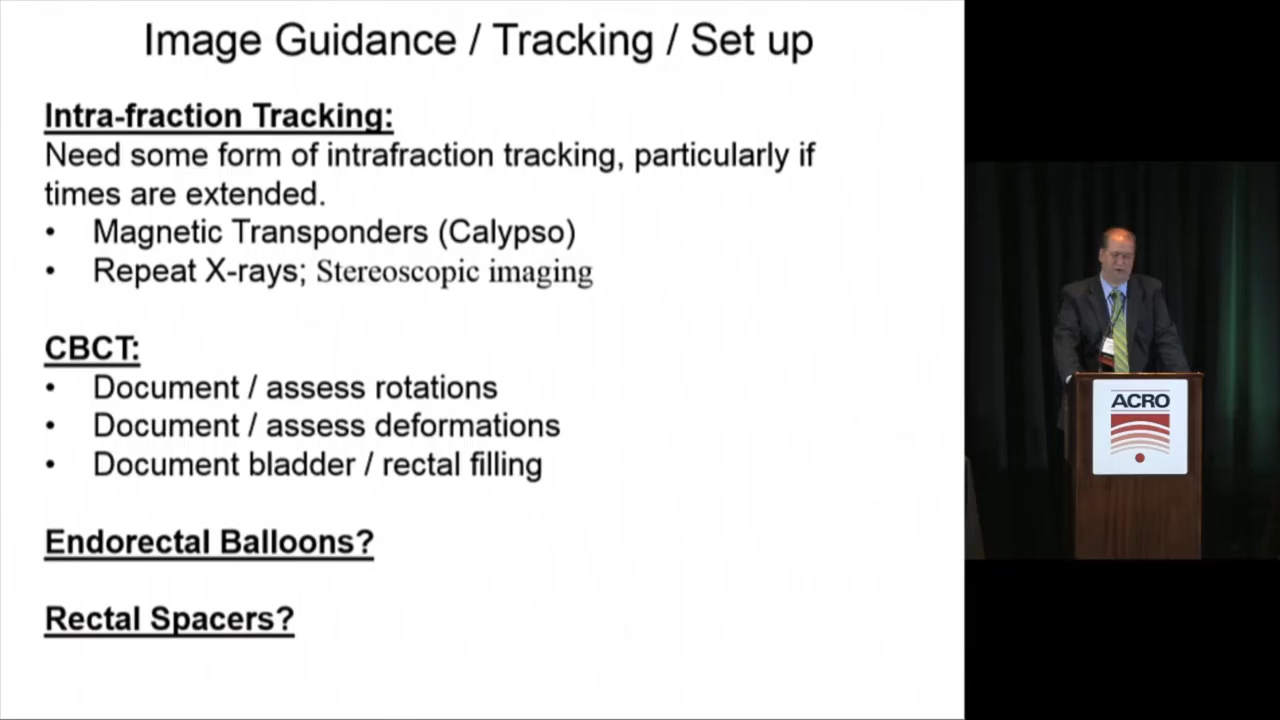 Image Guidance / Tracking / Set up
Intra-fraction Tracking:
Need some form of intrafraction tracking, particularly if
times are extended.
• Magnetic Transponders (Calypso)
• Repeat X-rays; Stereoscopic imaging
CBCT:
• Document / assess rotations
• Document / assess deformations
• Document bladder / rectal filling
Endorectal Balloons?
Rectal Spacers?
ACRO